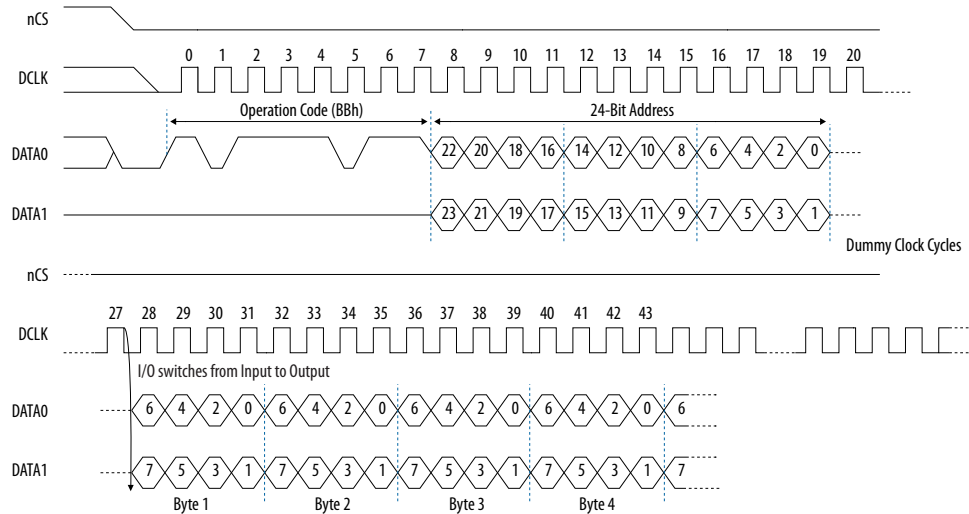 nCS
0 1 2 3 4 5 6 7 8 9 10 11 12 13 14 15 16 17 18 19 20
DCLK
Operation Code (BBh) 24-Bit Address
DATA0 22 20 18 16 14 12 10 8 6 4 2 0
DATA1 23 21 19 17 15 13 11 9 7 5 3 1
Dummy Clock Cycles
nCS
27 28 29 30 31 32 33 34 35 36 37 38 39 40 41 42 43
DCLK
I/O switches from Input to Output
DATA0 6 4 2 0 6 4 2 0 6 4 2 0 6 4 2 0 6
DATA1 7 5 3 1 7 5 3 1 7 5 3 1 7 5 3 1 7
Byte 1 Byte 2 Byte 3 Byte 4